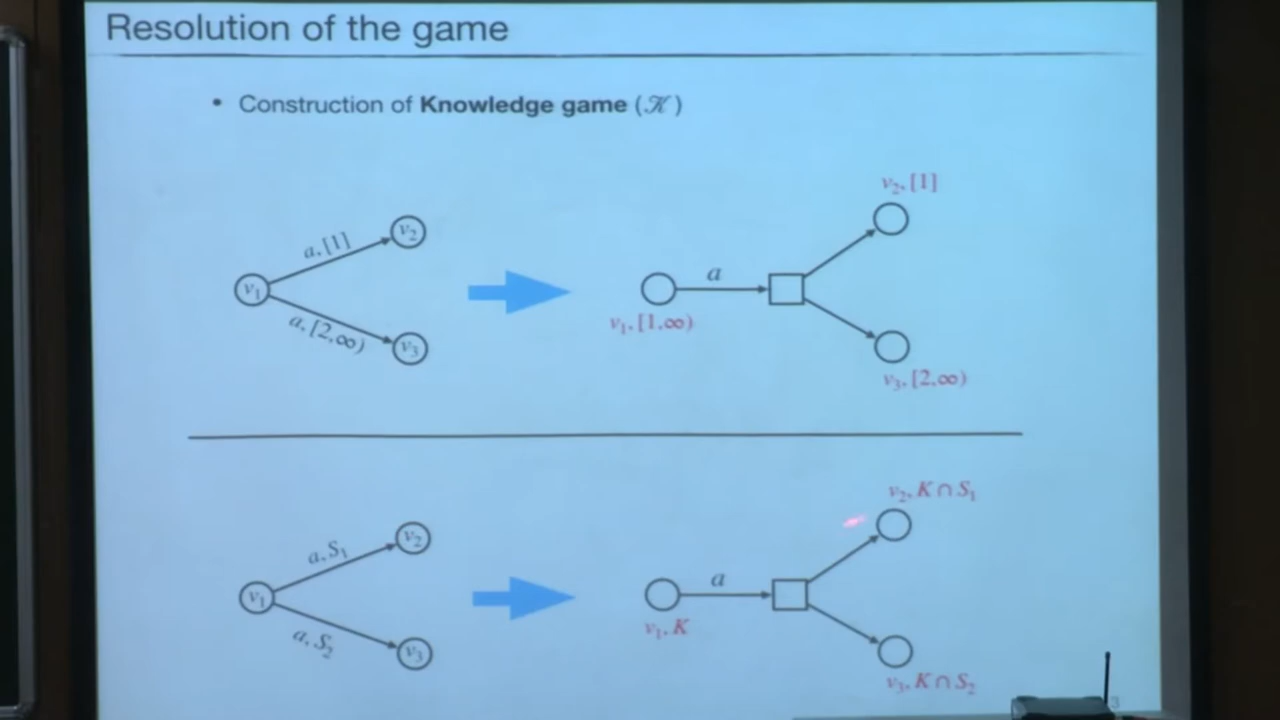 Resolution of the game
• Construction of Knowledge game (𝒦)
v₂, [1]
a, [1]
v₂
v₁
a
v₁, [1,∞)
a, [2,∞)
v₃
v₃, [2,∞)
v₂, K ∩ S₁
a, S₁
v₂
v₁
a
v₁, K
a, S₂
v₃
v₃, K ∩ S₂
3